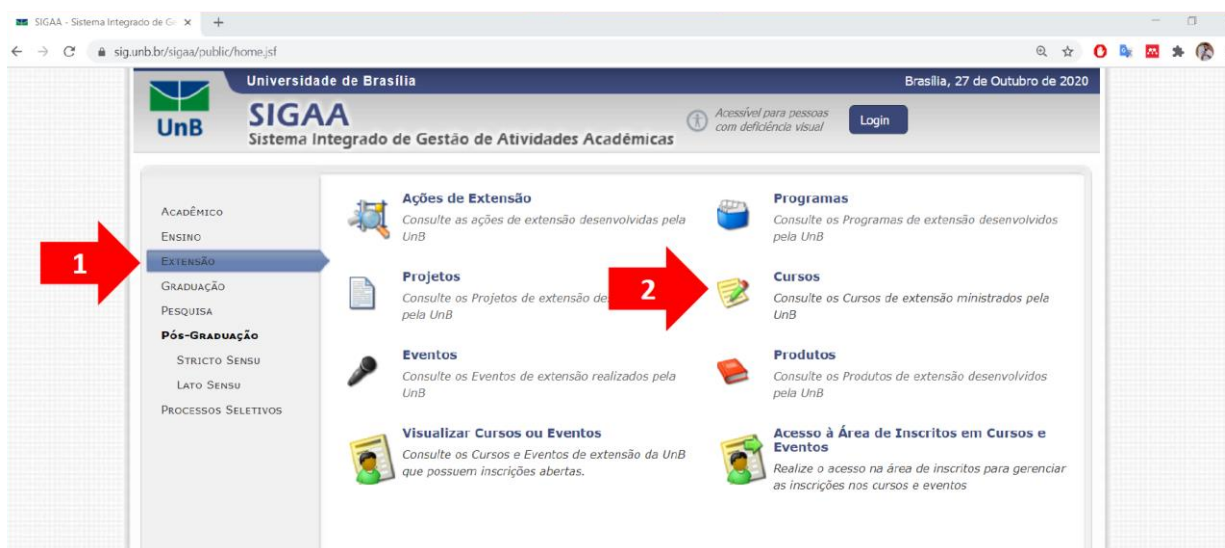 SIGAA - Sistema Integrado de Ge
sig.unb.br/sigaa/public/home.jsf
Universidade de Brasília
Brasília, 27 de Outubro de 2020
UnB
SIGAA
Sistema Integrado de Gestão de Atividades Acadêmicas
Acessível para pessoas
com deficiência visual
Login
Acadêmico
Ensino
1
Extensão
Graduação
Pesquisa
Pós-Graduação
Stricto Sensu
Lato Sensu
Processos Seletivos
Ações de Extensão
Consulte as ações de extensão desenvolvidas pela
UnB
Programas
Consulte os Programas de extensão desenvolvidos
pela UnB
Projetos
Consulte os Projetos de extensão
pela UnB
2
Cursos
Consulte os Cursos de extensão ministrados pela
UnB
Eventos
Consulte os Eventos de extensão realizados pela
UnB
Produtos
Consulte os Produtos de extensão desenvolvidos
pela UnB
Visualizar Cursos ou Eventos
Consulte os Cursos e Eventos de extensão da UnB
que possuem inscrições abertas.
Acesso à Área de Inscritos em Cursos e
Eventos
Realize o acesso na área de inscritos para gerenciar
as inscrições nos cursos e eventos